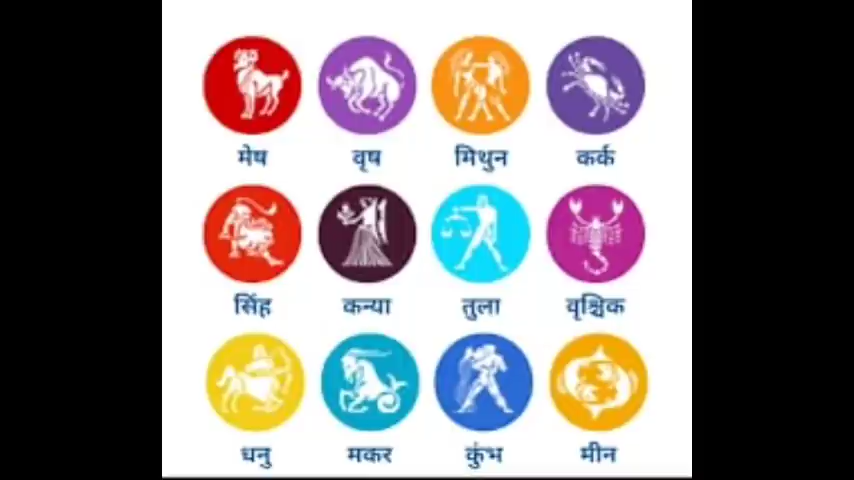 मेष वृष मिथुन कर्क
सिंह कन्या तुला वृश्चिक
धनु मकर कुंभ मीन